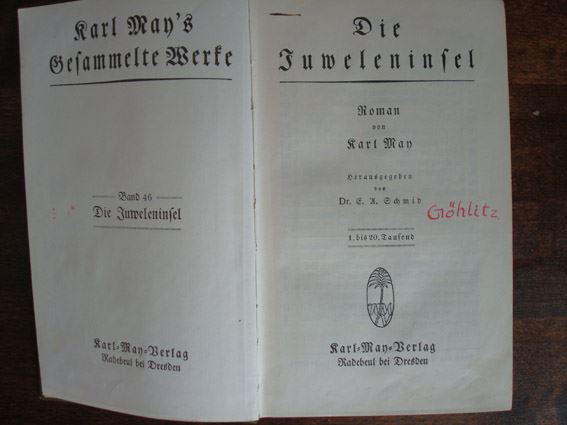 Karl May's
Gesammelte Werke
Band 46
Die Juweleninsel
Karl=May=Verlag
Radebeul bei Dresden
Die
Juweleninsel
Roman
von
Karl May
Herausgegeben
von
Dr. E. A. Schmid
Göhlitz
1. bis 20. Tausend
Karl=May=Verlag
Radebeul bei Dresden